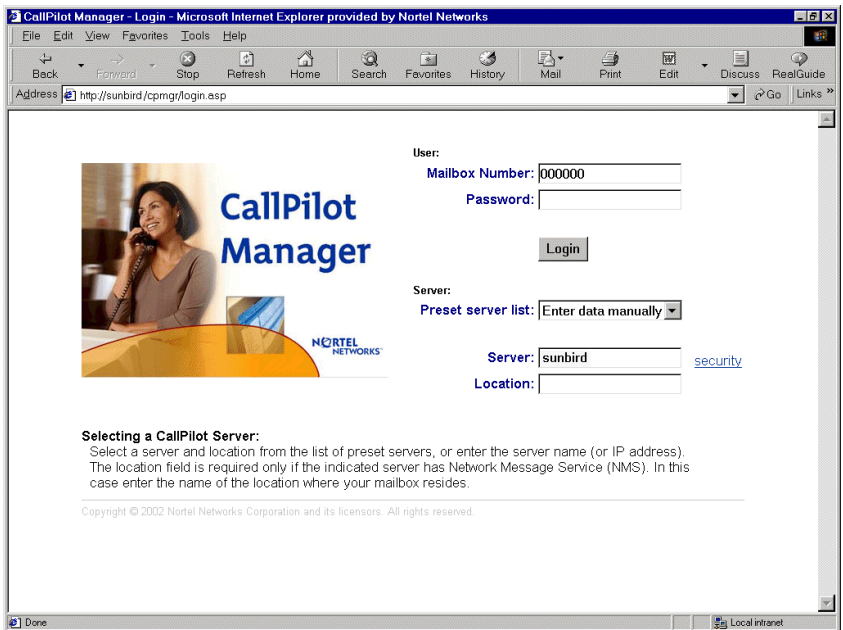 CallPilot Manager - Login - Microsoft Internet Explorer provided by Nortel Networks
File Edit View Favorites Tools Help
Back Forward Stop Refresh Home Search Favorites History Mail Print Edit Discuss RealGuide
Address http://sunbird/cpmgr/login.asp Go Links »
User:
Mailbox Number: 000000
Password:
Login
CallPilot
Manager
NORTEL
NETWORKS
Server:
Preset server list: Enter data manually
Server: sunbird security
Location:
Selecting a CallPilot Server:
Select a server and location from the list of preset servers, or enter the server name (or IP address).
The location field is required only if the indicated server has Network Message Service (NMS). In this
case enter the name of the location where your mailbox resides.
Copyright © 2002 Nortel Networks Corporation and its licensors. All rights reserved.
Done Local intranet